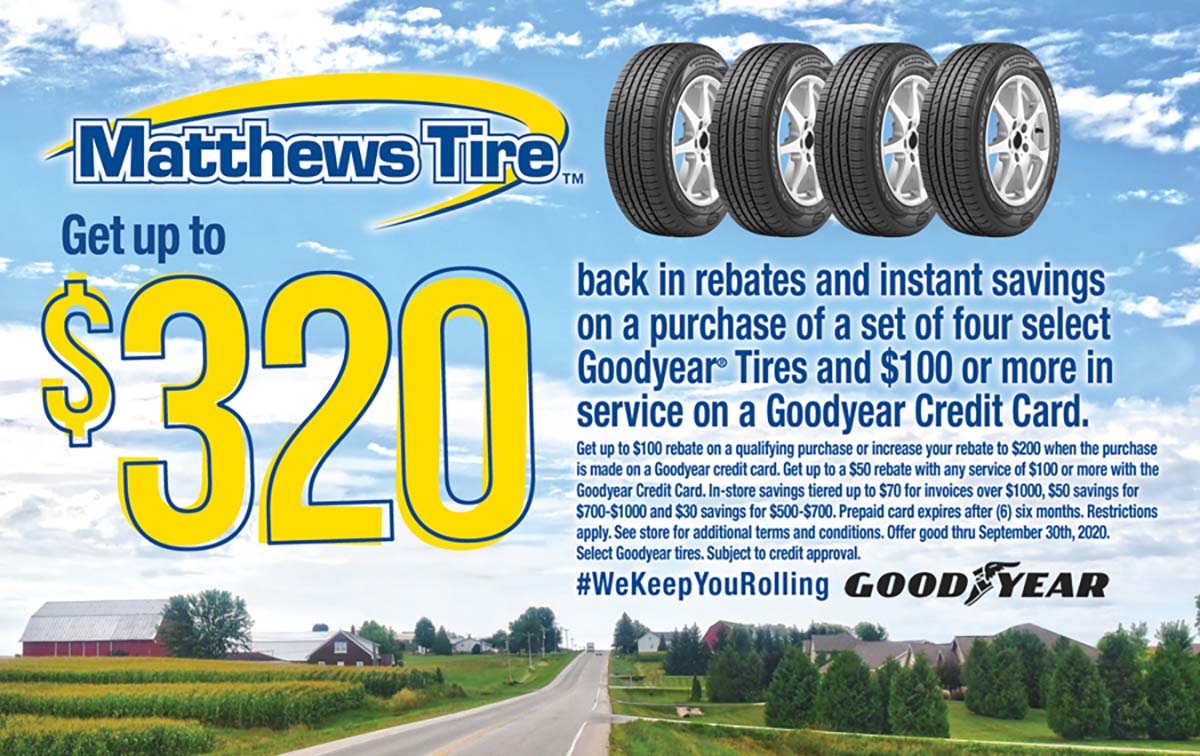 Matthews Tire™
Get up to
$320
back in rebates and instant savings
on a purchase of a set of four select
Goodyear® Tires and $100 or more in
service on a Goodyear Credit Card.
Get up to $100 rebate on a qualifying purchase or increase your rebate to $200 when the purchase
is made on a Goodyear credit card. Get up to a $50 rebate with any service of $100 or more with the
Goodyear Credit Card. In-store savings tiered up to $70 for invoices over $1000, $50 savings for
$700-$1000 and $30 savings for $500-$700. Prepaid card expires after (6) six months. Restrictions
apply. See store for additional terms and conditions. Offer good thru September 30th, 2020.
Select Goodyear tires. Subject to credit approval.
#WeKeepYouRolling GOODYEAR